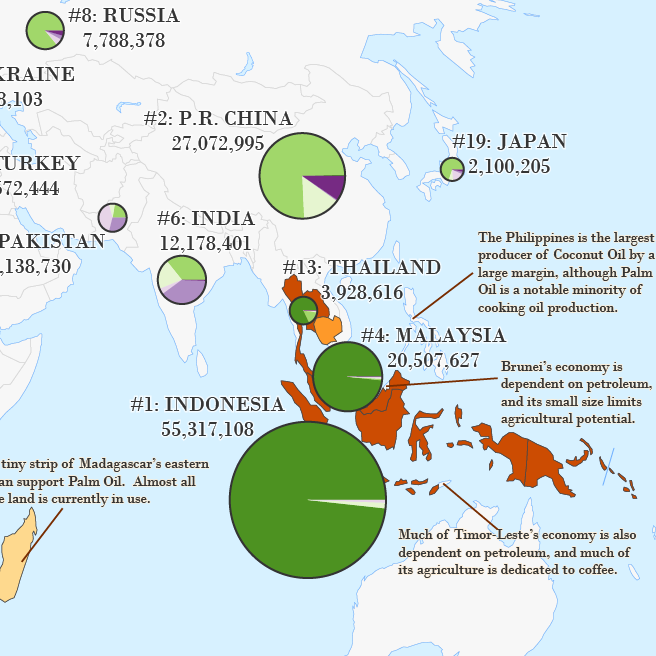 #8: RUSSIA
7,788,378
KRAINE
8,103
#2: P.R. CHINA
27,072,995
#19: JAPAN
2,100,205
TURKEY
572,444
#6: INDIA
12,178,401
PAKISTAN
,138,730
The Philippines is the largest
producer of Coconut Oil by a
large margin, although Palm
Oil is a notable minority of
cooking oil production.
#13: THAILAND
3,928,616
#4: MALAYSIA
20,507,627
Brunei's economy is
dependent on petroleum,
and its small size limits
agricultural potential.
#1: INDONESIA
55,317,108
tiny strip of Madagascar's eastern
an support Palm Oil. Almost all
e land is currently in use.
Much of Timor-Leste's economy is also
dependent on petroleum, and much of
its agriculture is dedicated to coffee.